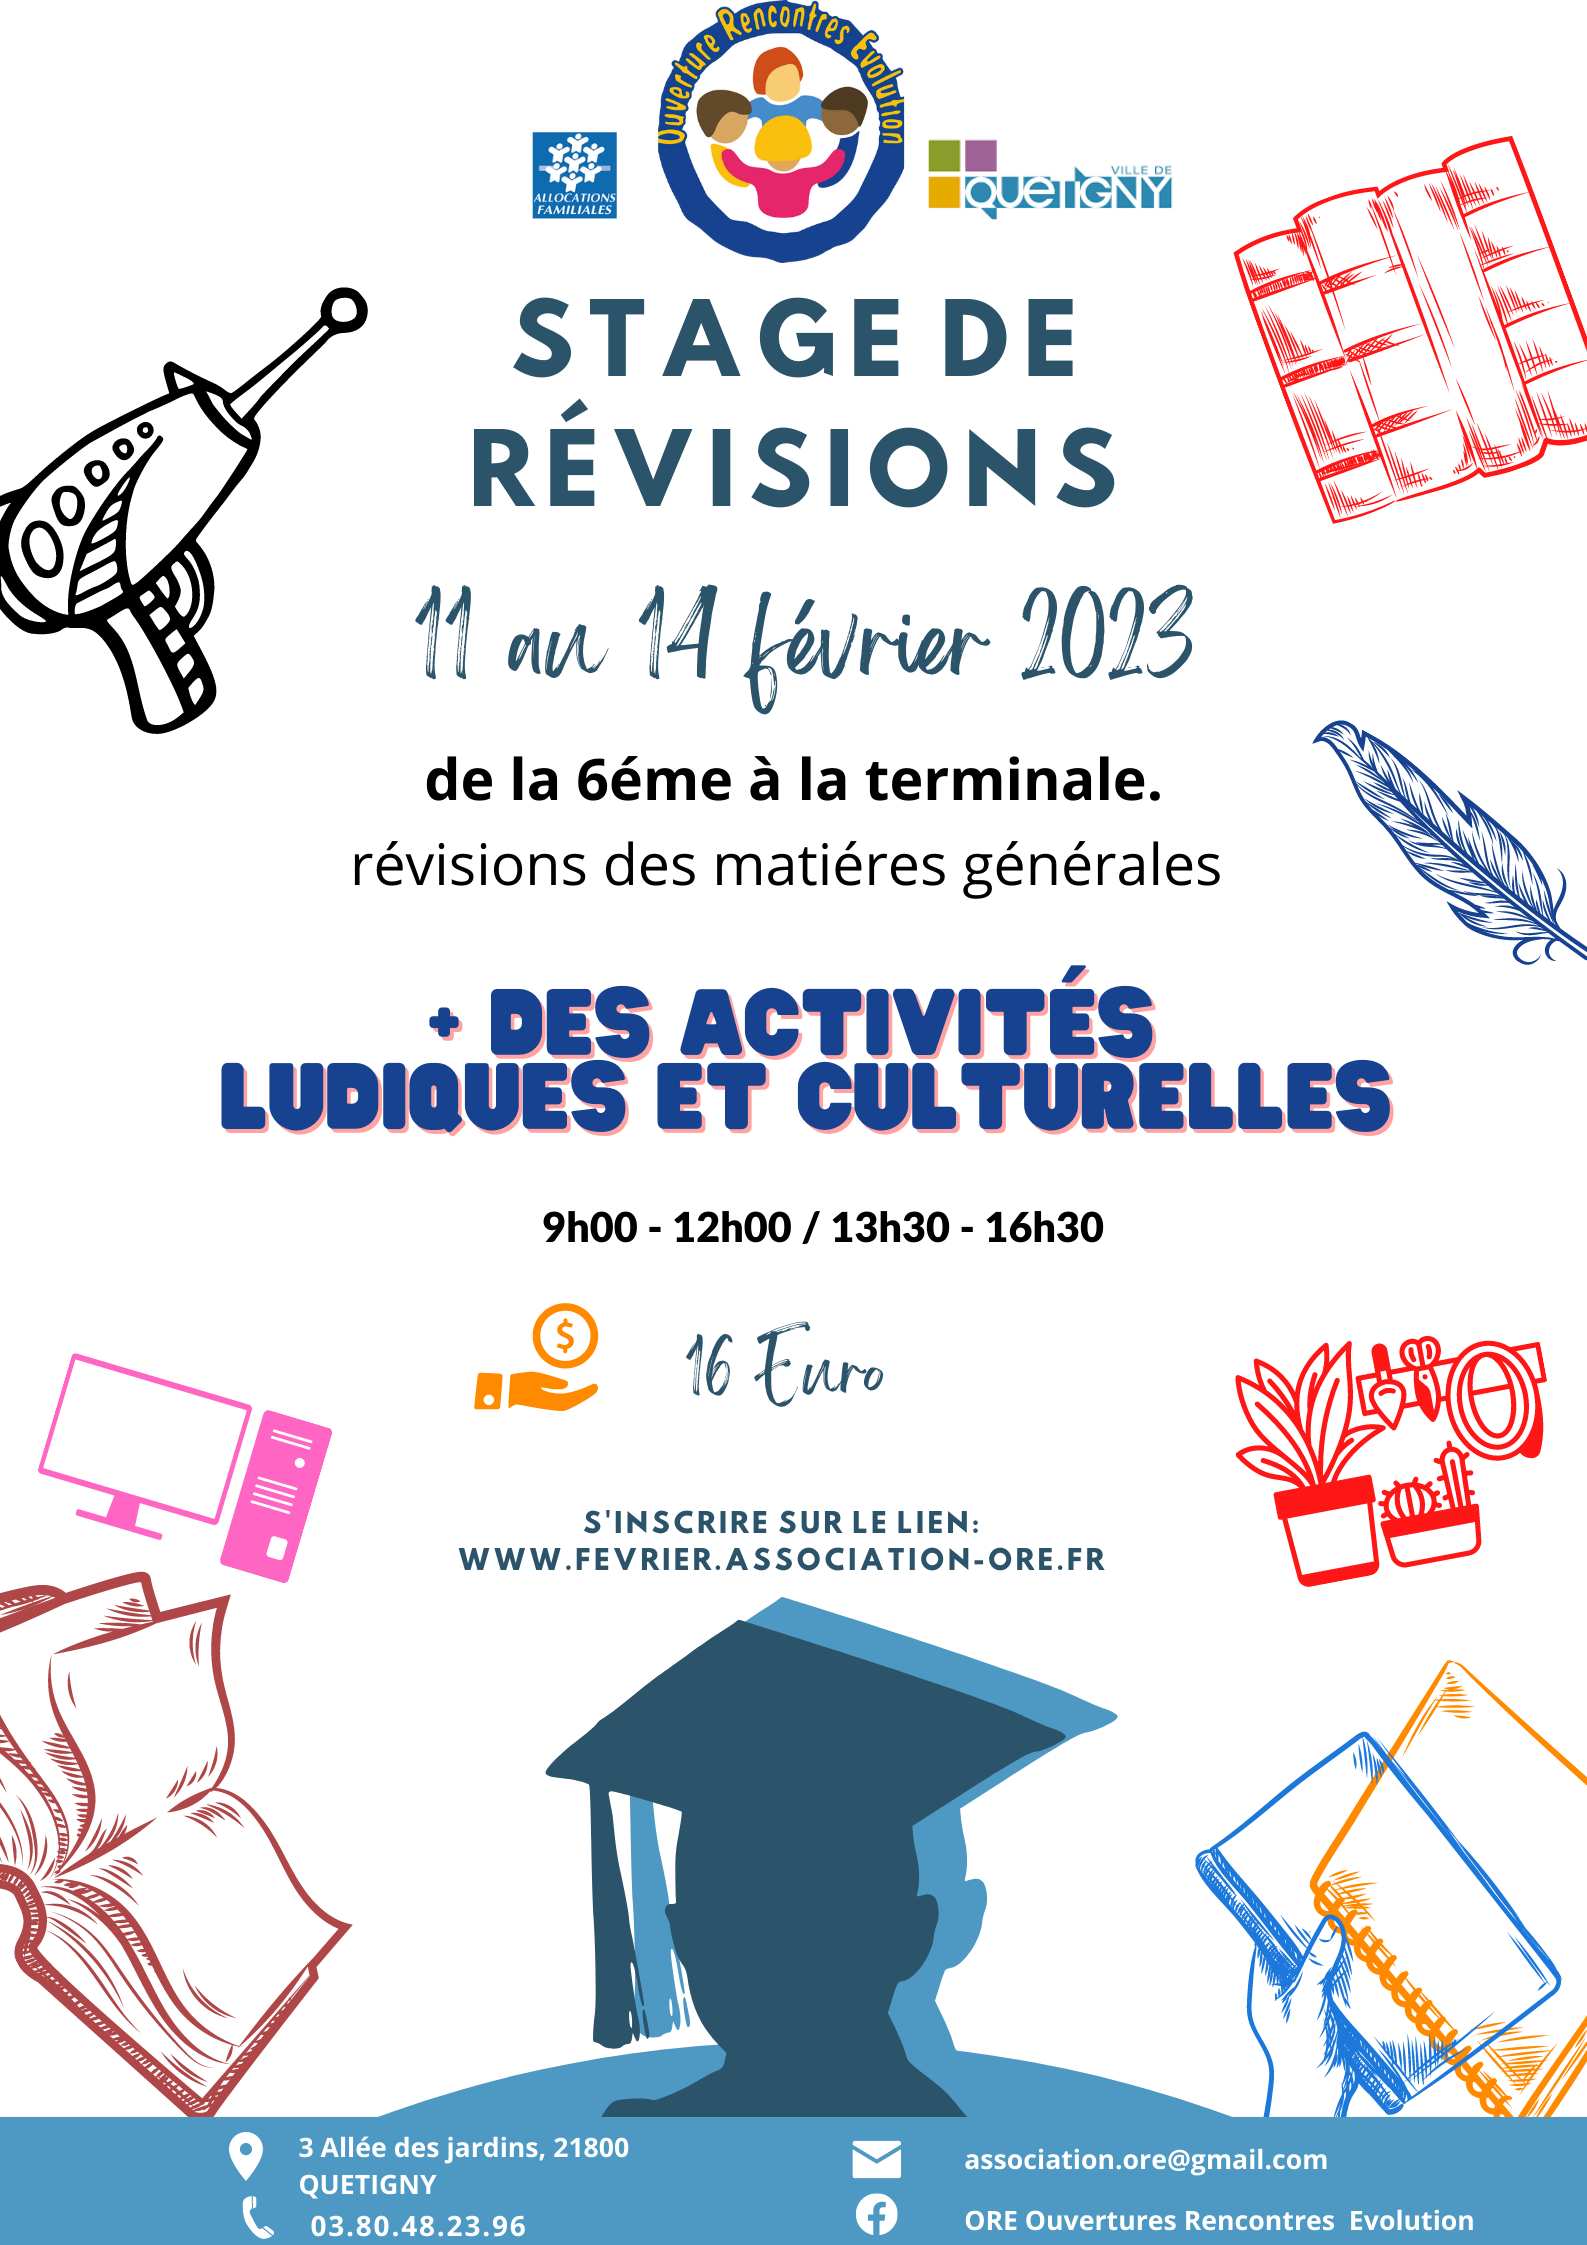 Ouverture Rencontres Evolution
ALLOCATIONS
FAMILIALES
VILLE DE
QUETIGNY
STAGE DE
RÉVISIONS
11 au 14 février 2023
de la 6éme à la terminale.
révisions des matiéres générales
+ DES ACTIVITÉS
LUDIQUES ET CULTURELLES
9h00 - 12h00 / 13h30 - 16h30
$
16 Euro
S'INSCRIRE SUR LE LIEN:
WWW.FEVRIER.ASSOCIATION-ORE.FR
3 Allée des jardins, 21800
QUETIGNY
03.80.48.23.96
association.ore@gmail.com
ORE Ouvertures Rencontres  Evolution